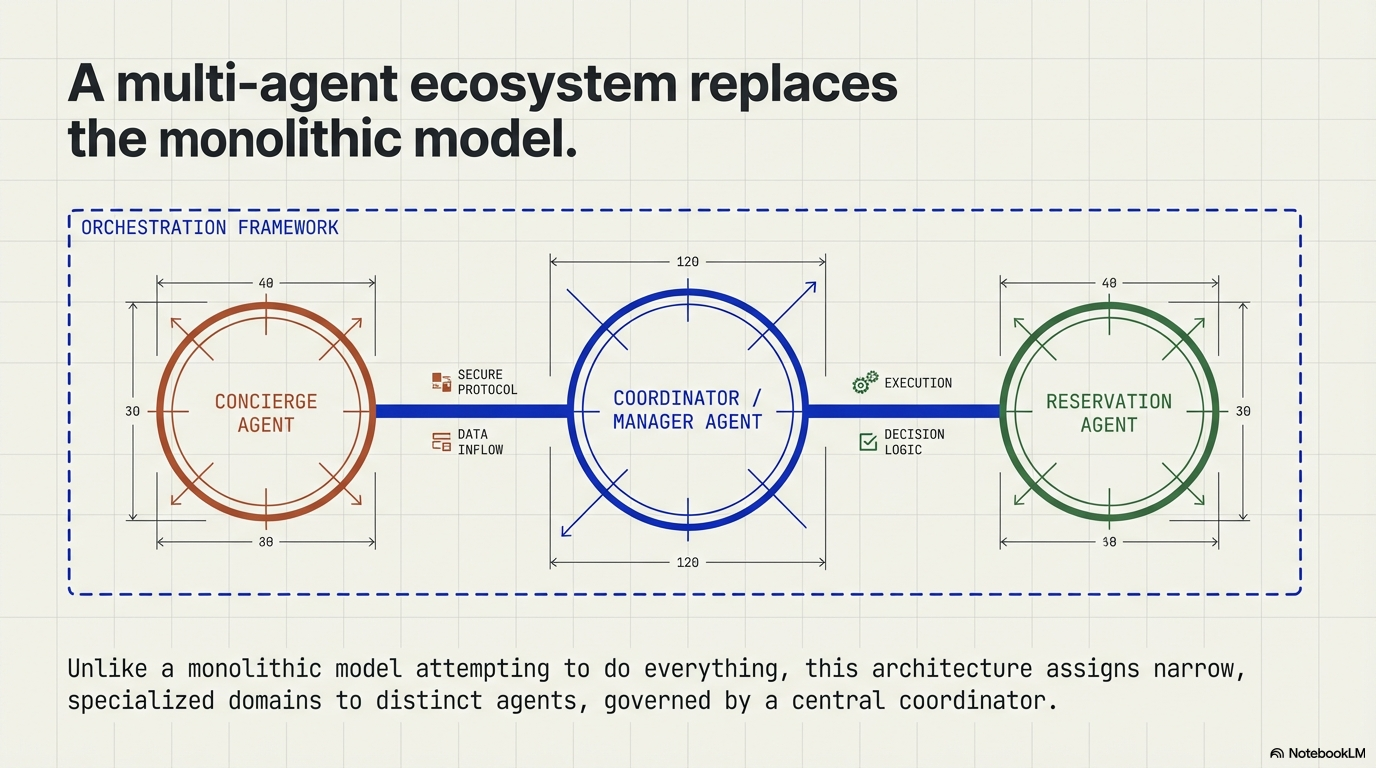 A multi-agent ecosystem replaces
the monolithic model.
ORCHESTRATION FRAMEWORK
40
30
CONCIERGE
AGENT
30
SECURE
PROTOCOL
DATA
INFLOW
120
COORDINATOR /
MANAGER AGENT
120
EXECUTION
DECISION
LOGIC
40
RESERVATION
AGENT
30
Unlike a monolithic model attempting to do everything, this architecture assigns narrow,
specialized domains to distinct agents, governed by a central coordinator.
NotebookLM